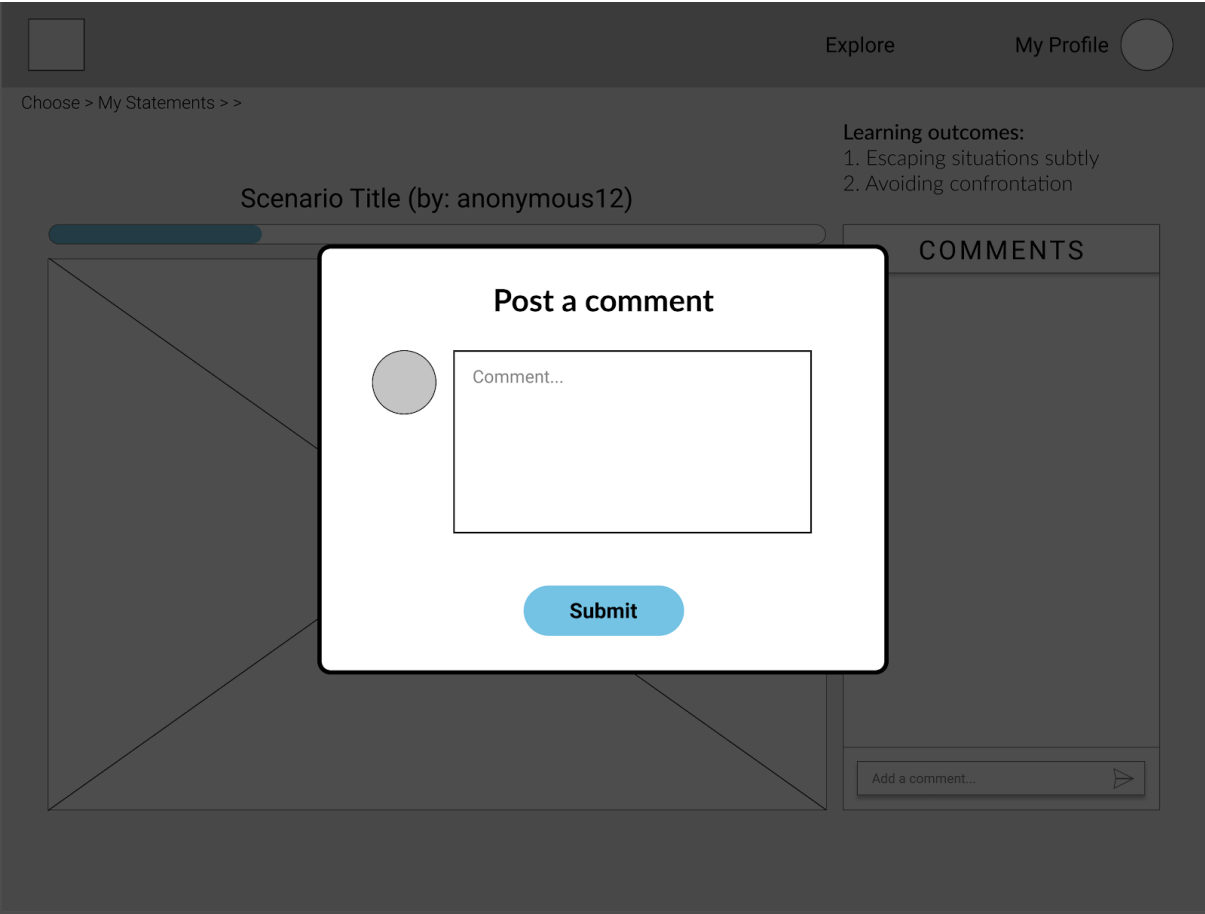 Explore
My Profile
Choose > My Statements > >
Learning outcomes:
1. Escaping situations subtly
2. Avoiding confrontation
Scenario Title (by: anonymous12)
COMMENTS
Post a comment
Comment...
Submit
Add a comment...